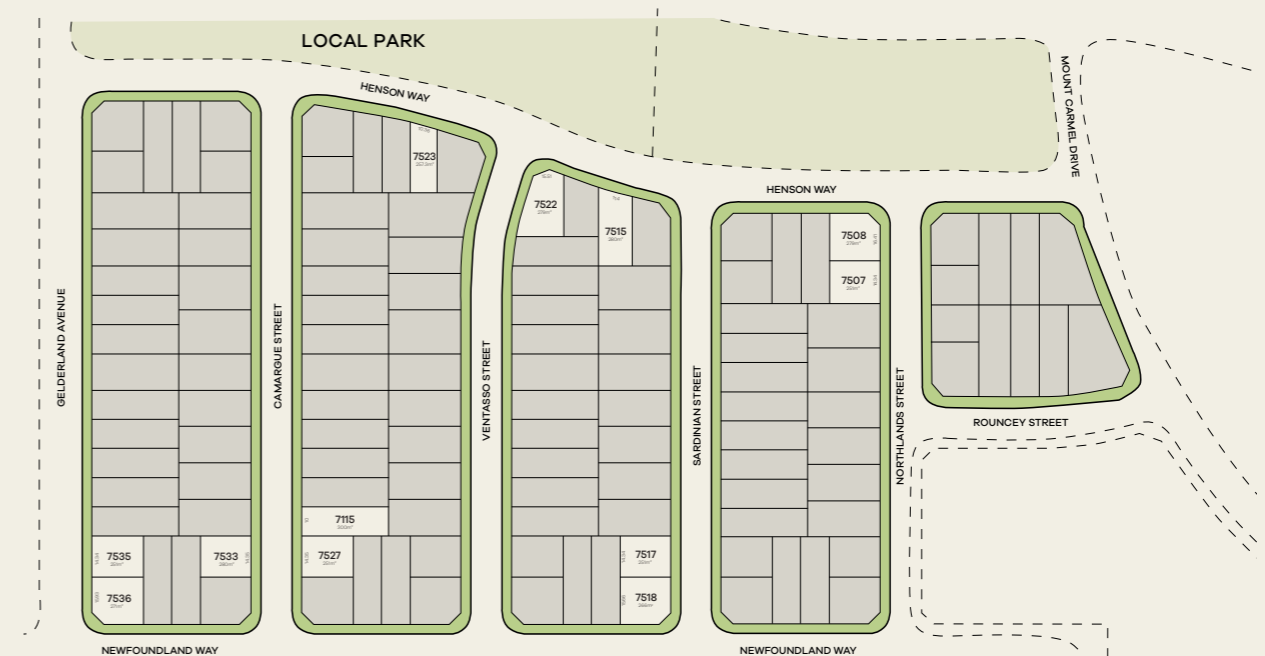 LOCAL PARK
HENSON WAY
MOUNT CARMEL DRIVE
HENSON WAY
7523
7522
7515
7508
7507
GELDERLAND AVENUE
CAMARGUE STREET
VENTASSO STREET
SARDINIAN STREET
NORTHLANDS STREET
ROUNCEY STREET
7115
300m²
7535
7533
7527
7517
7536
7518
NEWFOUNDLAND WAY
NEWFOUNDLAND WAY